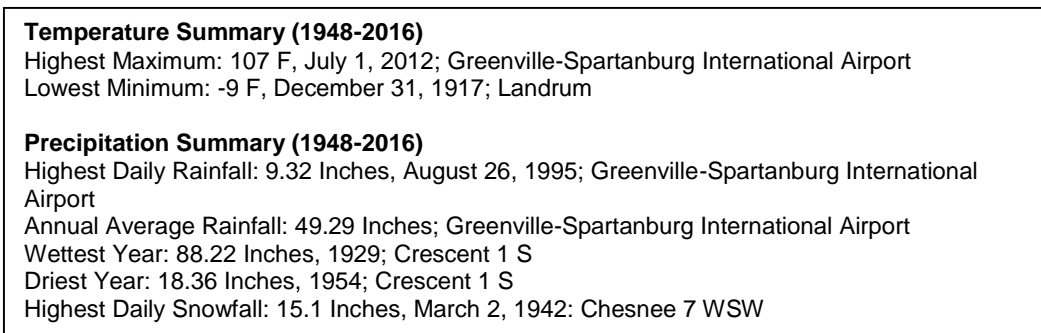 Temperature Summary (1948-2016)
Highest Maximum: 107 F, July 1, 2012; Greenville-Spartanburg International Airport
Lowest Minimum: -9 F, December 31, 1917; Landrum
Precipitation Summary (1948-2016)
Highest Daily Rainfall: 9.32 Inches, August 26, 1995; Greenville-Spartanburg International
Airport
Annual Average Rainfall: 49.29 Inches; Greenville-Spartanburg International Airport
Wettest Year: 88.22 Inches, 1929; Crescent 1 S
Driest Year: 18.36 Inches, 1954; Crescent 1 S
Highest Daily Snowfall: 15.1 Inches, March 2, 1942: Chesnee 7 WSW